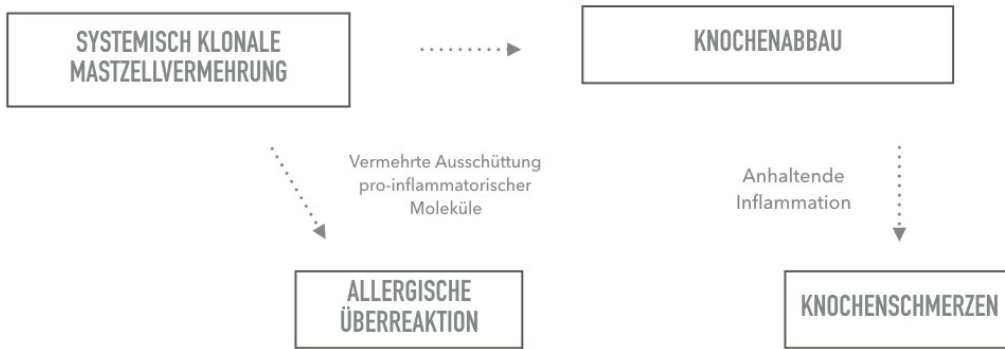 SYSTEMISCH KLONALE
MASTZELLVERMEHRUNG
KNOCHENABBAU
Vermehrte Ausschüttung
pro-inflammatorischer
Moleküle
Anhaltende
Inflammation
ALLERGISCHE
ÜBERREAKTION
KNOCHENSCHMERZEN